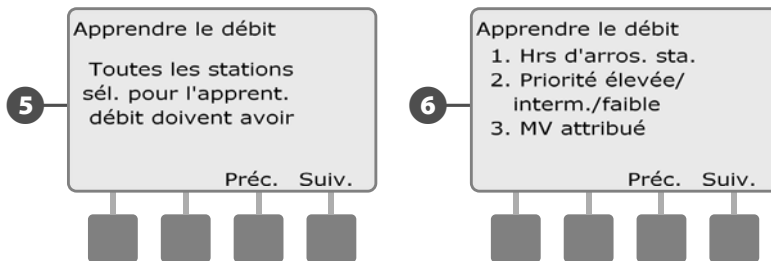 Apprendre le débit
Toutes les stations
sél. pour l'apprent.
débit doivent avoir
Préc. Suiv.
5
Apprendre le débit
1. Hrs d'arros. sta.
2. Priorité élevée/
interm./faible
3. MV attribué
Préc. Suiv.
6